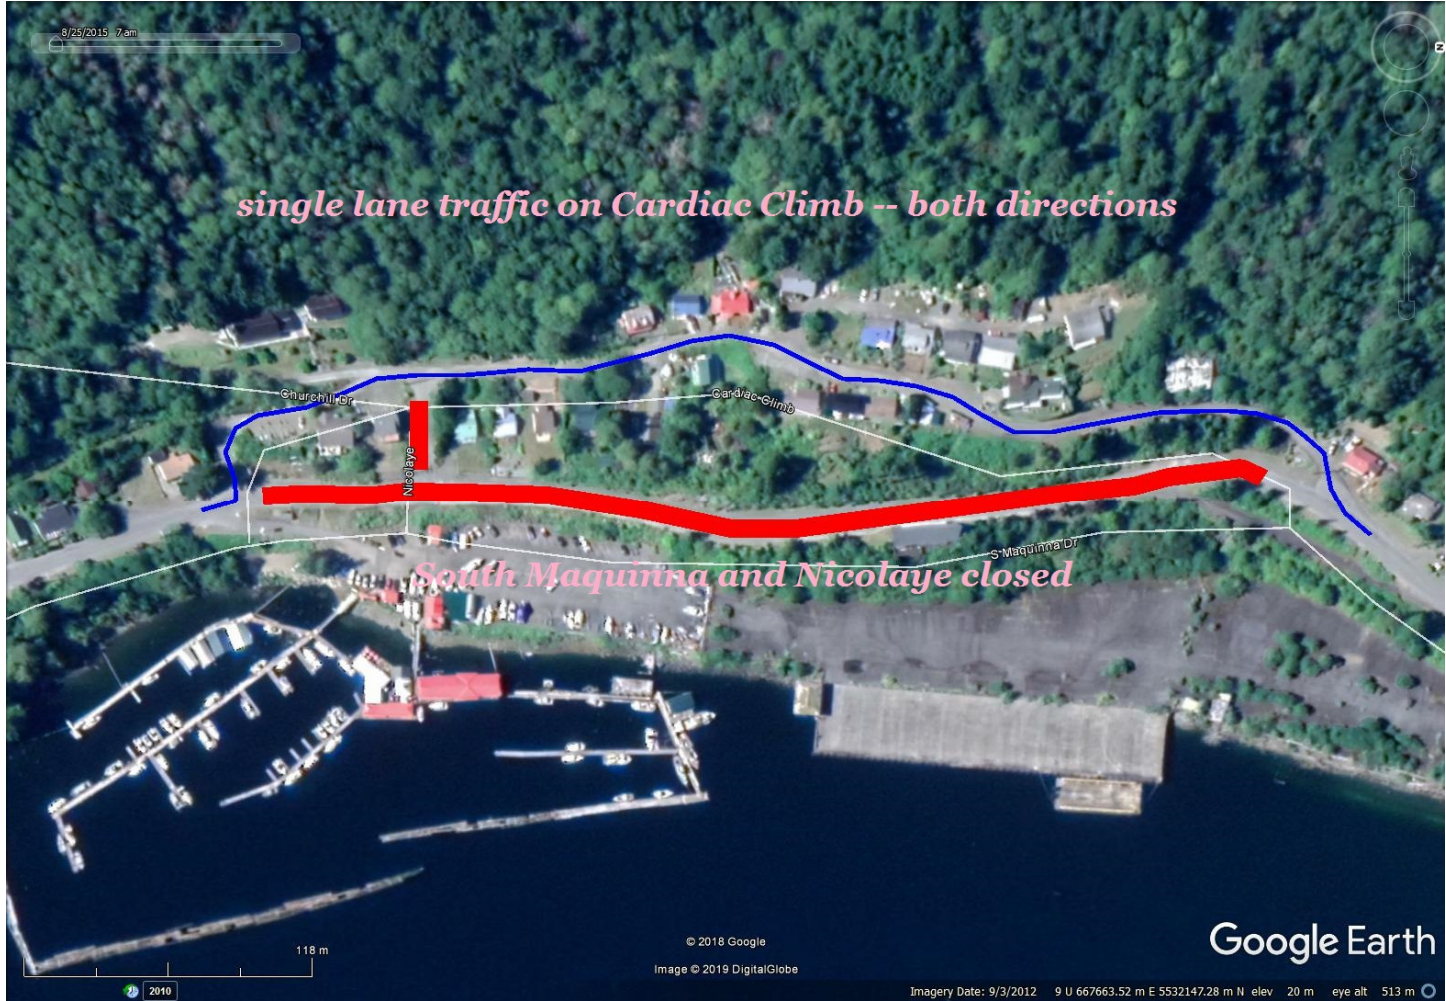 8/25/2015 7 am
N
single lane traffic on Cardiac Climb -- both directions
Churchill Dr
Cardiac Climb
Nicolaye
S Maquinna Dr
South Maquinna and Nicolaye closed
118 m
© 2018 Google
Image © 2019 DigitalGlobe
Google Earth
2010
Imagery Date: 9/3/2012 9 U 667663.52 m E 5532147.28 m N elev 20 m eye alt 513 m